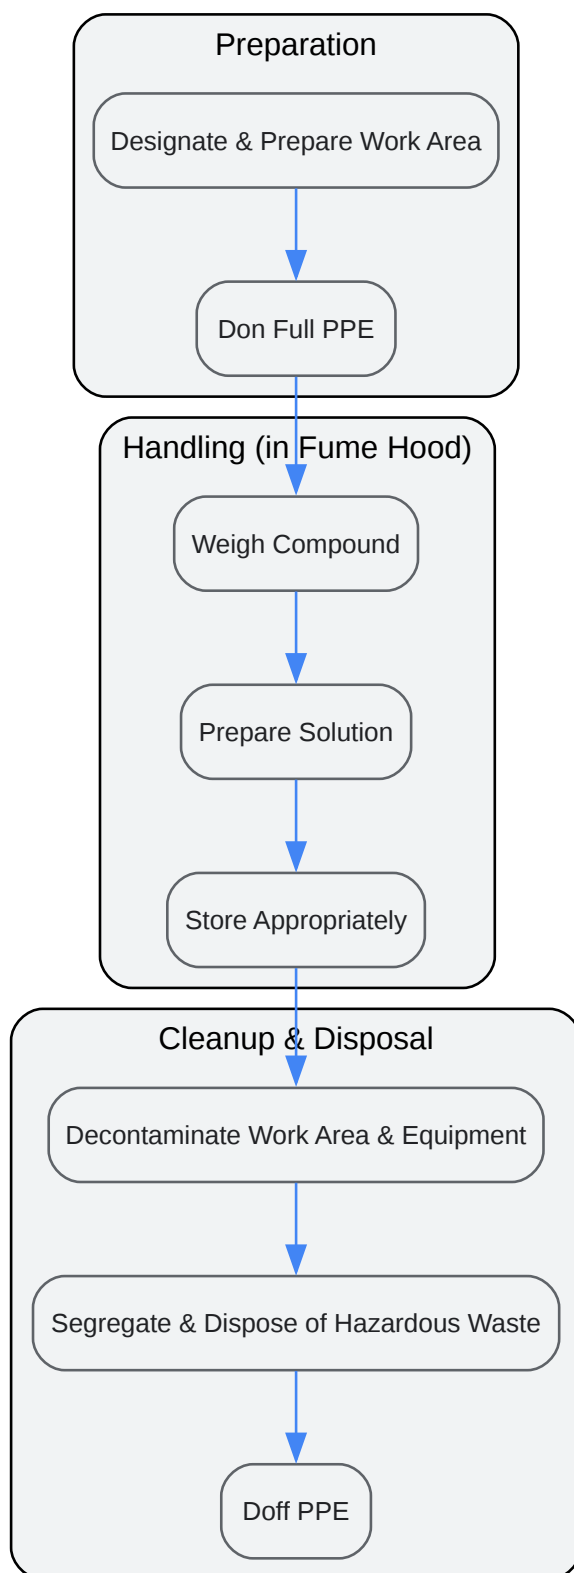 Preparation
Designate & Prepare Work Area
Don Full PPE
Handling (in Fume Hood)
Weigh Compound
Prepare Solution
Store Appropriately
Cleanup & Disposal
Decontaminate Work Area & Equipment
Segregate & Dispose of Hazardous Waste
Doff PPE